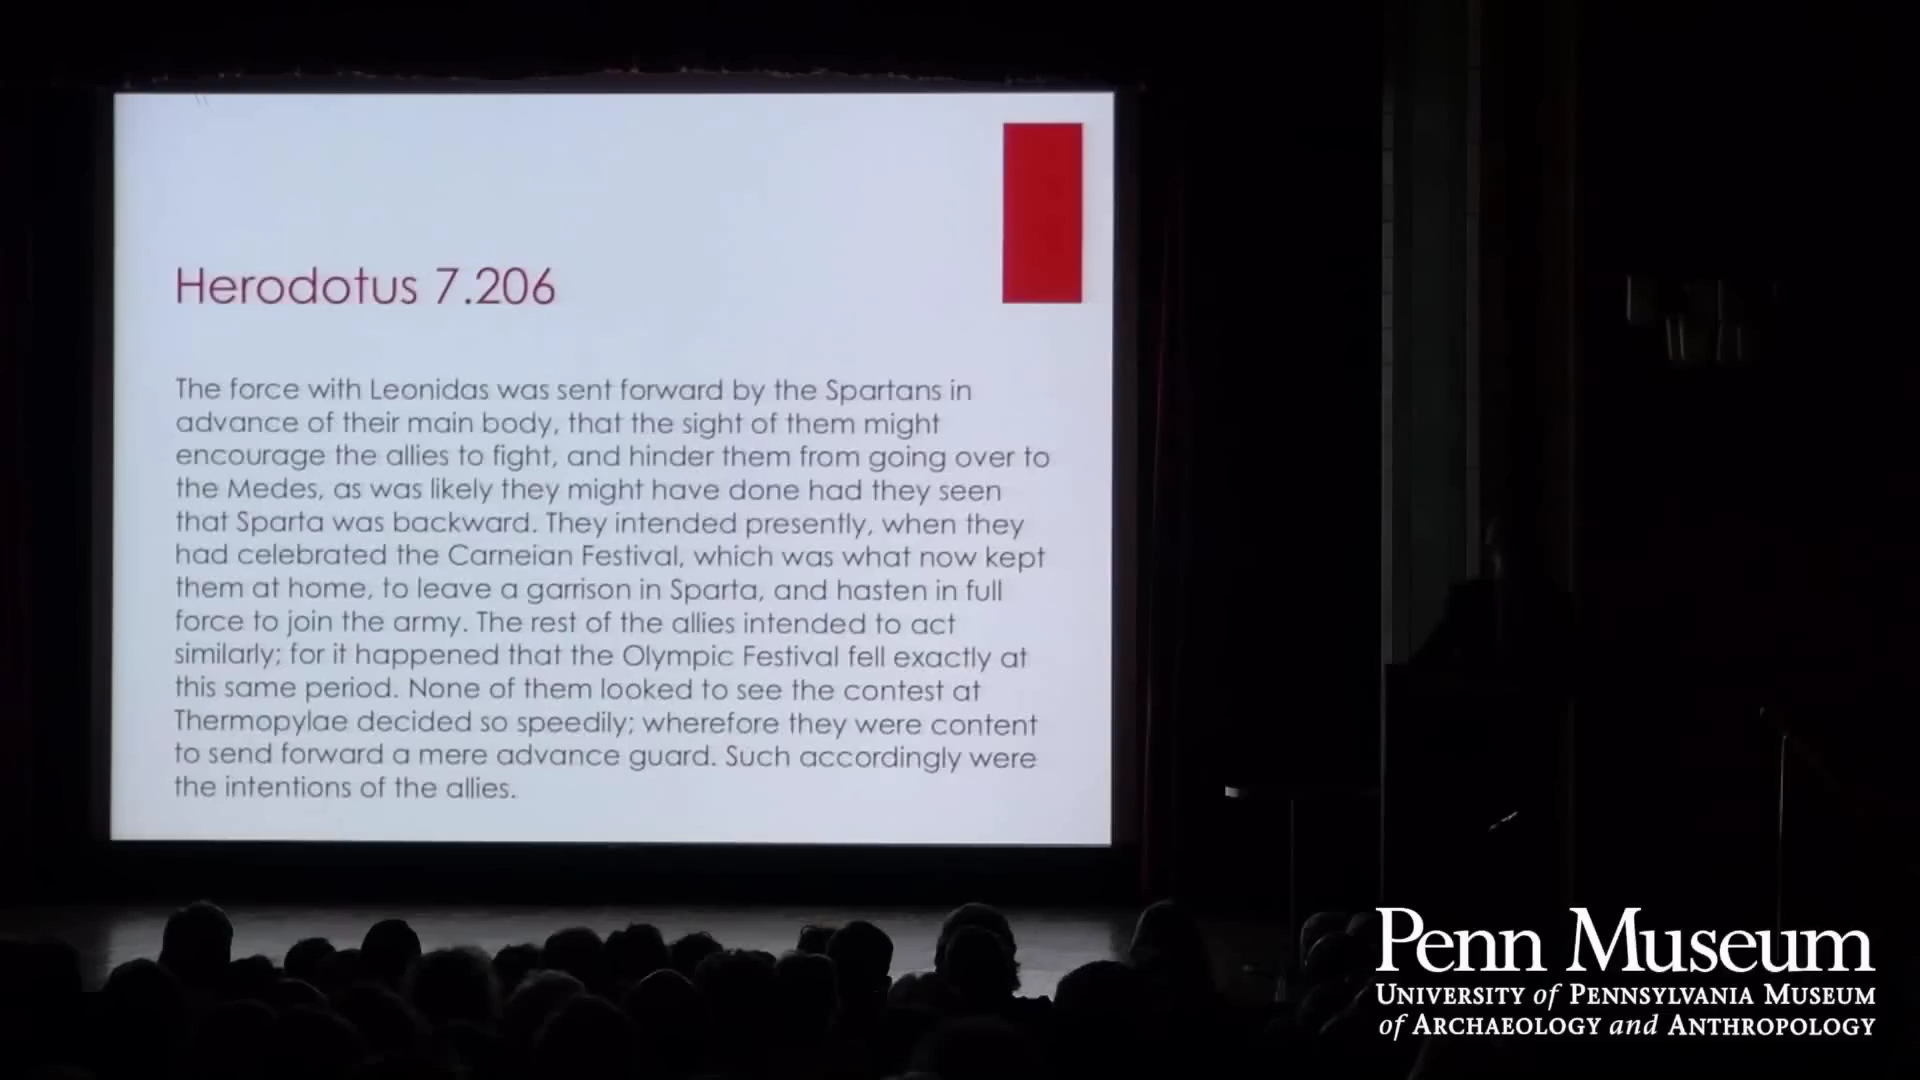 Herodotus 7.206
The force with Leonidas was sent forward by the Spartans in
advance of their main body, that the sight of them might
encourage the allies to fight, and hinder them from going over to
the Medes, as was likely they might have done had they seen
that Sparta was backward. They intended presently, when they
had celebrated the Carneian Festival, which was what now kept
them at home, to leave a garrison in Sparta, and hasten in full
force to join the army. The rest of the allies intended to act
similarly; for it happened that the Olympic Festival fell exactly at
this same period. None of them looked to see the contest at
Thermopylae decided so speedily; wherefore they were content
to send forward a mere advance guard. Such accordingly were
the intentions of the allies.
Penn Museum
UNIVERSITY of PENNSYLVANIA MUSEUM
of ARCHAEOLOGY and ANTHROPOLOGY